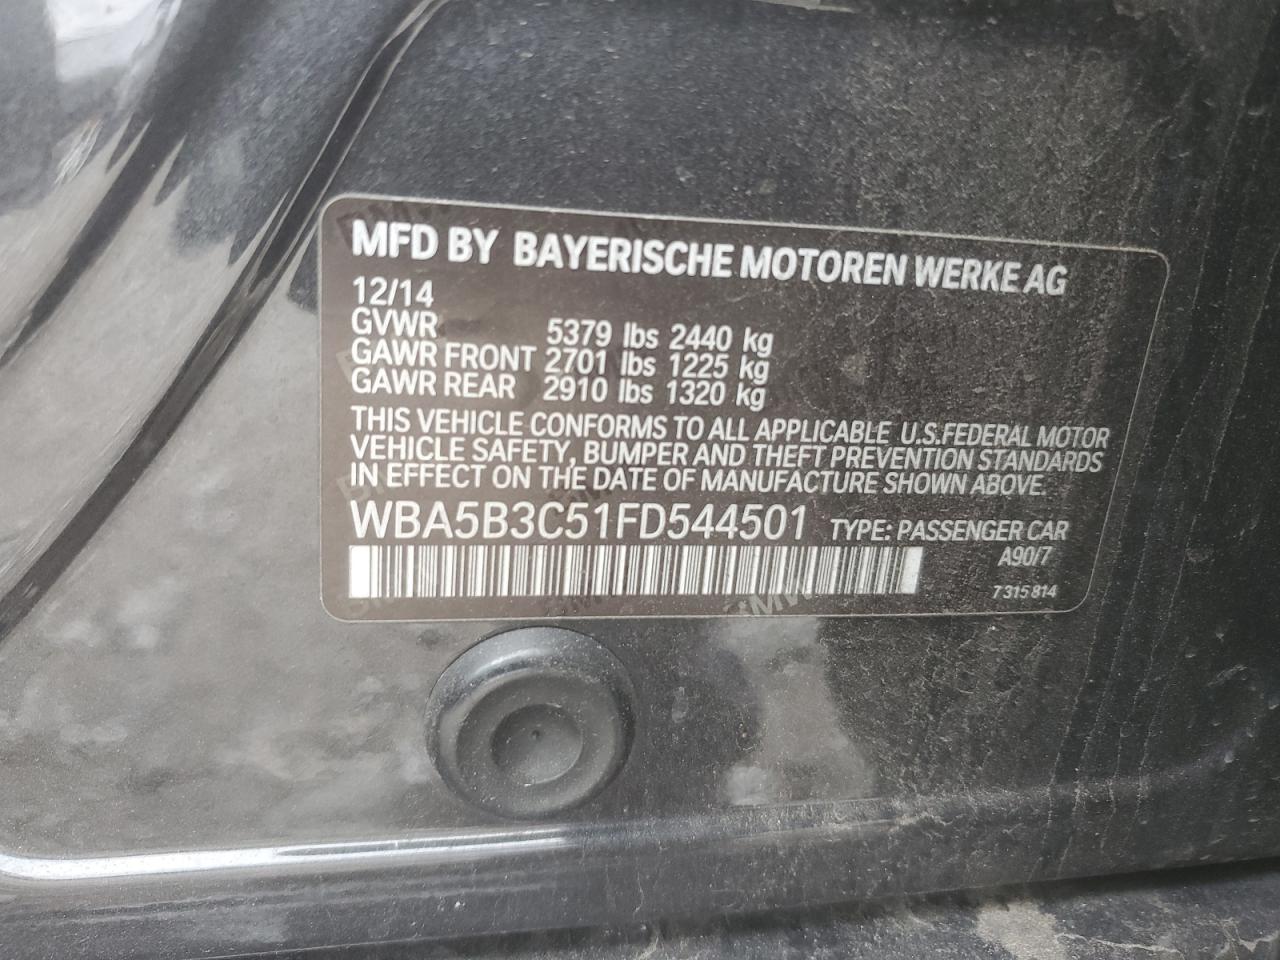 MFD BY BAYERISCHE MOTOREN WERKE AG
12/14
GVWR 5379 lbs 2440 kg
GAWR FRONT 2701 lbs 1225 kg
GAWR REAR 2910 lbs 1320 kg
THIS VEHICLE CONFORMS TO ALL APPLICABLE U.S.FEDERAL MOTOR
VEHICLE SAFETY, BUMPER AND THEFT PREVENTION STANDARDS
IN EFFECT ON THE DATE OF MANUFACTURE SHOWN ABOVE.
WBA5B3C51FD544501 TYPE: PASSENGER CAR
A90/7
7 315 814